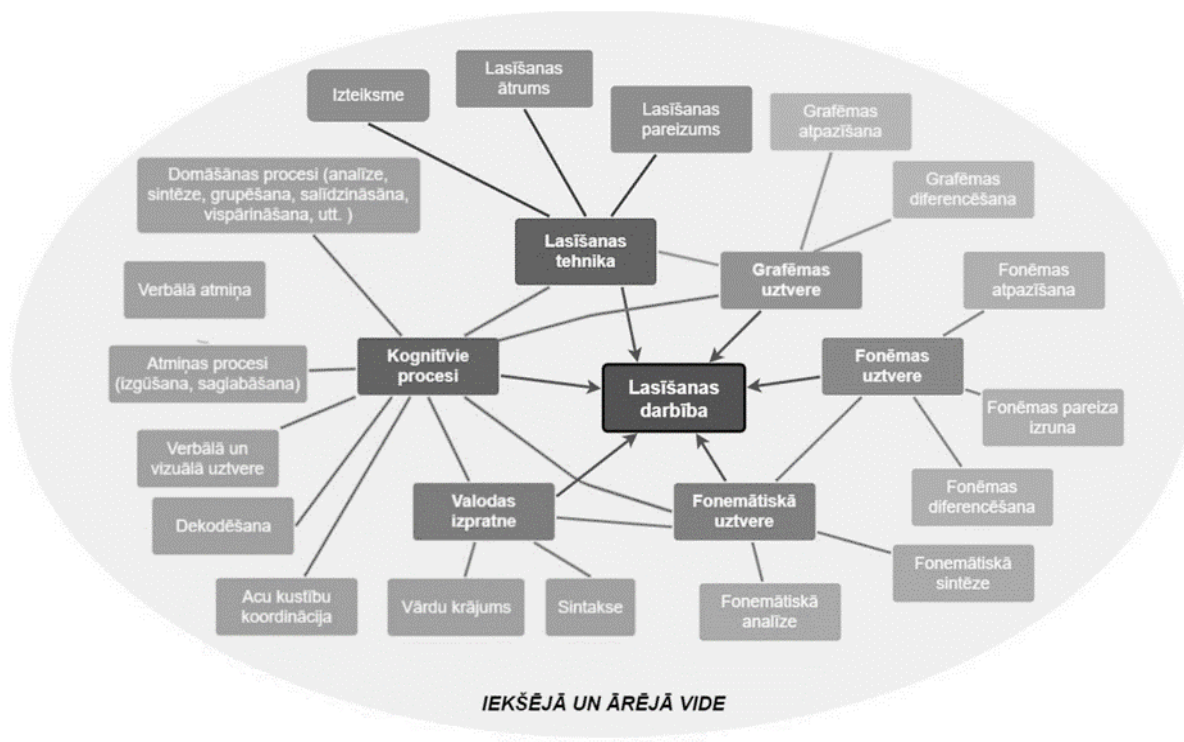 Izteiksme
Lasīšanas
ātrums
Lasīšanas
pareizums
Grafēmas
atpazīšana
Grafēmas
diferencēšana
Domāšānas procesi (analīze,
sintēze, grupēšana, salīdzināsāna,
vispārināšana, utt. )
Lasīšanas
tehnika
Grafēmas
uztvere
Fonēmas
atpazīšana
Verbālā atmiņa
Atmiņas procesi
(izgūšana, saglabāšana)
Kognitīvie
procesi
Lasīšanas
darbība
Fonēmas
uztvere
Fonēmas pareiza
izruna
Verbālā un
vizuālā uztvere
Valodas
izpratne
Fonemātiskā
uztvere
Fonēmas
diferencēšana
Dekodēšana
Acu kustību
koordinācija
Vārdu krājums
Sintakse
Fonemātiskā
analīze
Fonemātiskā
sintēze
IEKŠĒJĀ UN ĀRĒJĀ VIDE